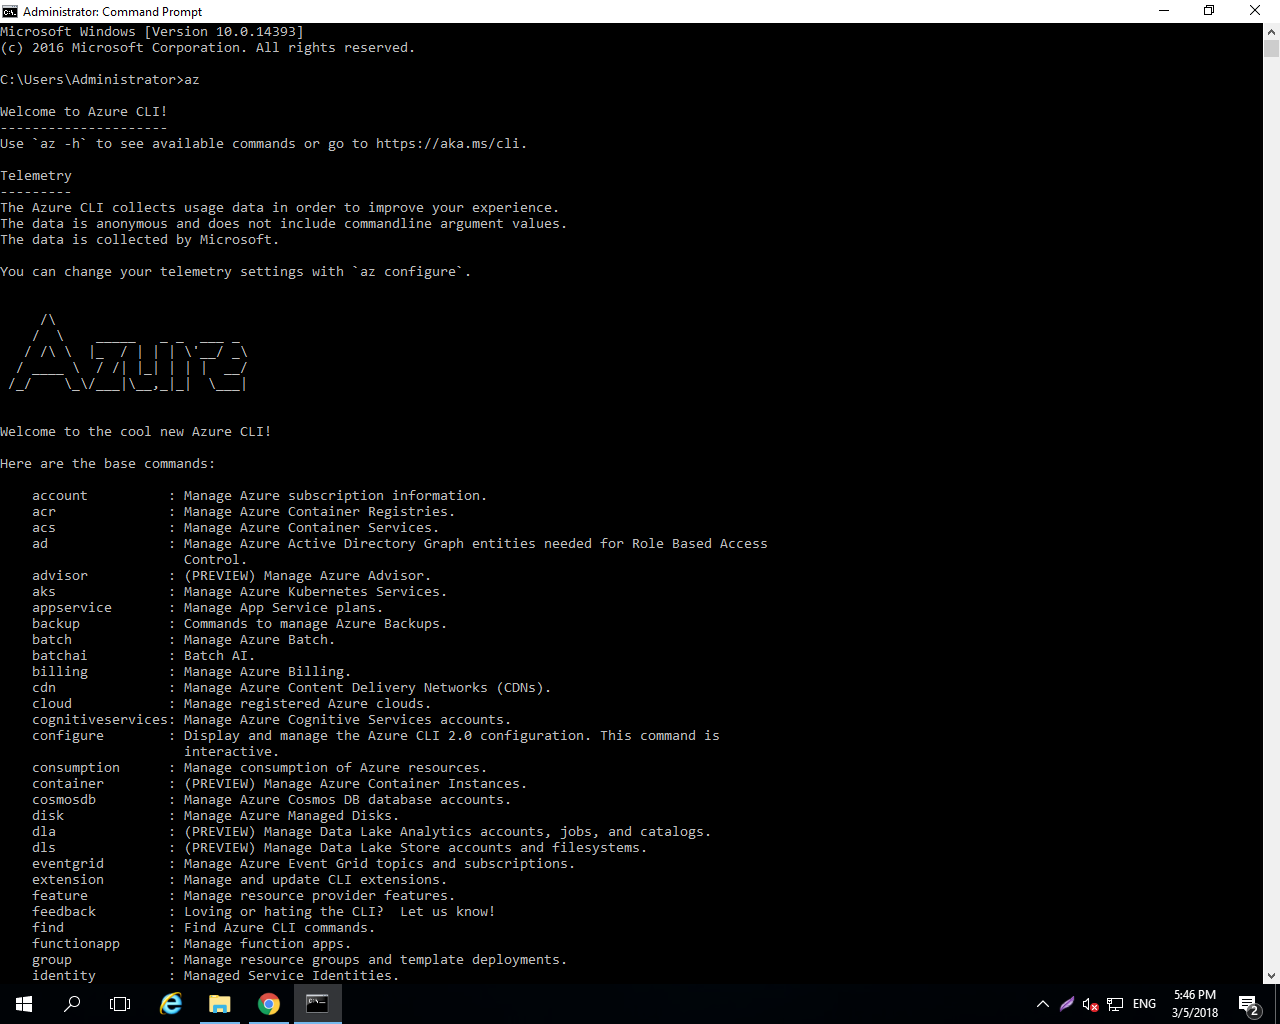 Administrator: Command Prompt
Microsoft Windows [Version 10.0.14393]
(c) 2016 Microsoft Corporation. All rights reserved.
C:\Users\Administrator>az
Welcome to Azure CLI!
---------------------
Use `az -h` to see available commands or go to https://aka.ms/cli.
Telemetry
---------
The Azure CLI collects usage data in order to improve your experience.
The data is anonymous and does not include commandline argument values.
The data is collected by Microsoft.
You can change your telemetry settings with `az configure`.
     /\
    /  \    _____   _ _  ___ _
   / /\ \  |_  / | | | \'__/ _\
  / ____ \  / /| |_| | | |  __/
 /_/    \_\/___|\__,_|_|  \___|
Welcome to the cool new Azure CLI!
Here are the base commands:
    account          : Manage Azure subscription information.
    acr              : Manage Azure Container Registries.
    acs              : Manage Azure Container Services.
    ad               : Manage Azure Active Directory Graph entities needed for Role Based Access
                       Control.
    advisor          : (PREVIEW) Manage Azure Advisor.
    aks              : Manage Azure Kubernetes Services.
    appservice       : Manage App Service plans.
    backup           : Commands to manage Azure Backups.
    batch            : Manage Azure Batch.
    batchai          : Batch AI.
    billing          : Manage Azure Billing.
    cdn              : Manage Azure Content Delivery Networks (CDNs).
    cloud            : Manage registered Azure clouds.
    cognitiveservices: Manage Azure Cognitive Services accounts.
    configure        : Display and manage the Azure CLI 2.0 configuration. This command is
                       interactive.
    consumption      : Manage consumption of Azure resources.
    container        : (PREVIEW) Manage Azure Container Instances.
    cosmosdb         : Manage Azure Cosmos DB database accounts.
    disk             : Manage Azure Managed Disks.
    dla              : (PREVIEW) Manage Data Lake Analytics accounts, jobs, and catalogs.
    dls              : (PREVIEW) Manage Data Lake Store accounts and filesystems.
    eventgrid        : Manage Azure Event Grid topics and subscriptions.
    extension        : Manage and update CLI extensions.
    feature          : Manage resource provider features.
    feedback         : Loving or hating the CLI?  Let us know!
    find             : Find Azure CLI commands.
    functionapp      : Manage function apps.
    group            : Manage resource groups and template deployments.
    identity         : Managed Service Identities.
ENG
5:46 PM
3/5/2018
2